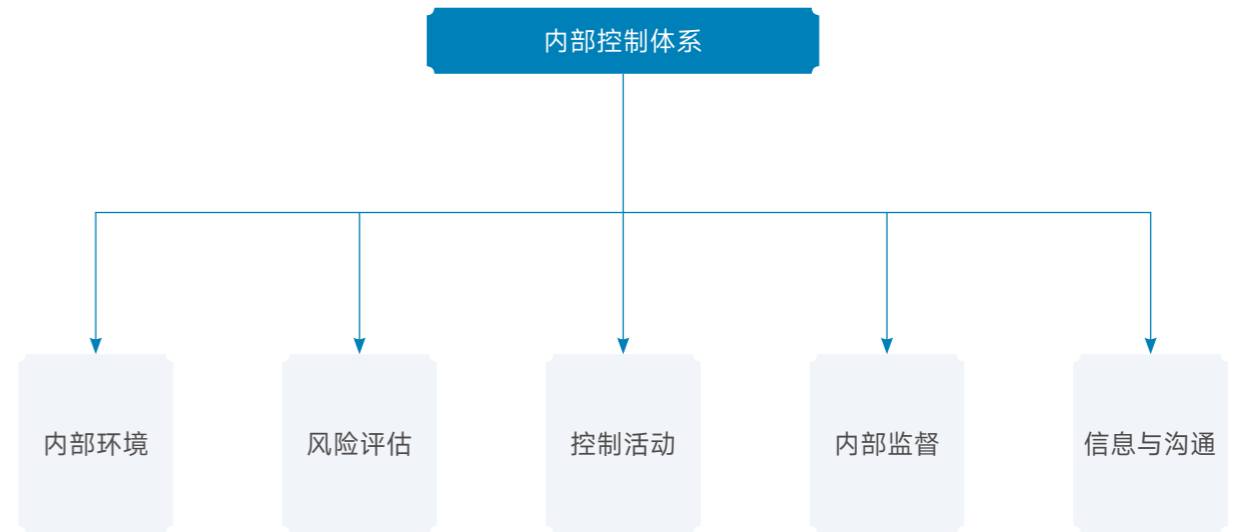 内部控制体系
内部环境
风险评估
控制活动
内部监督
信息与沟通